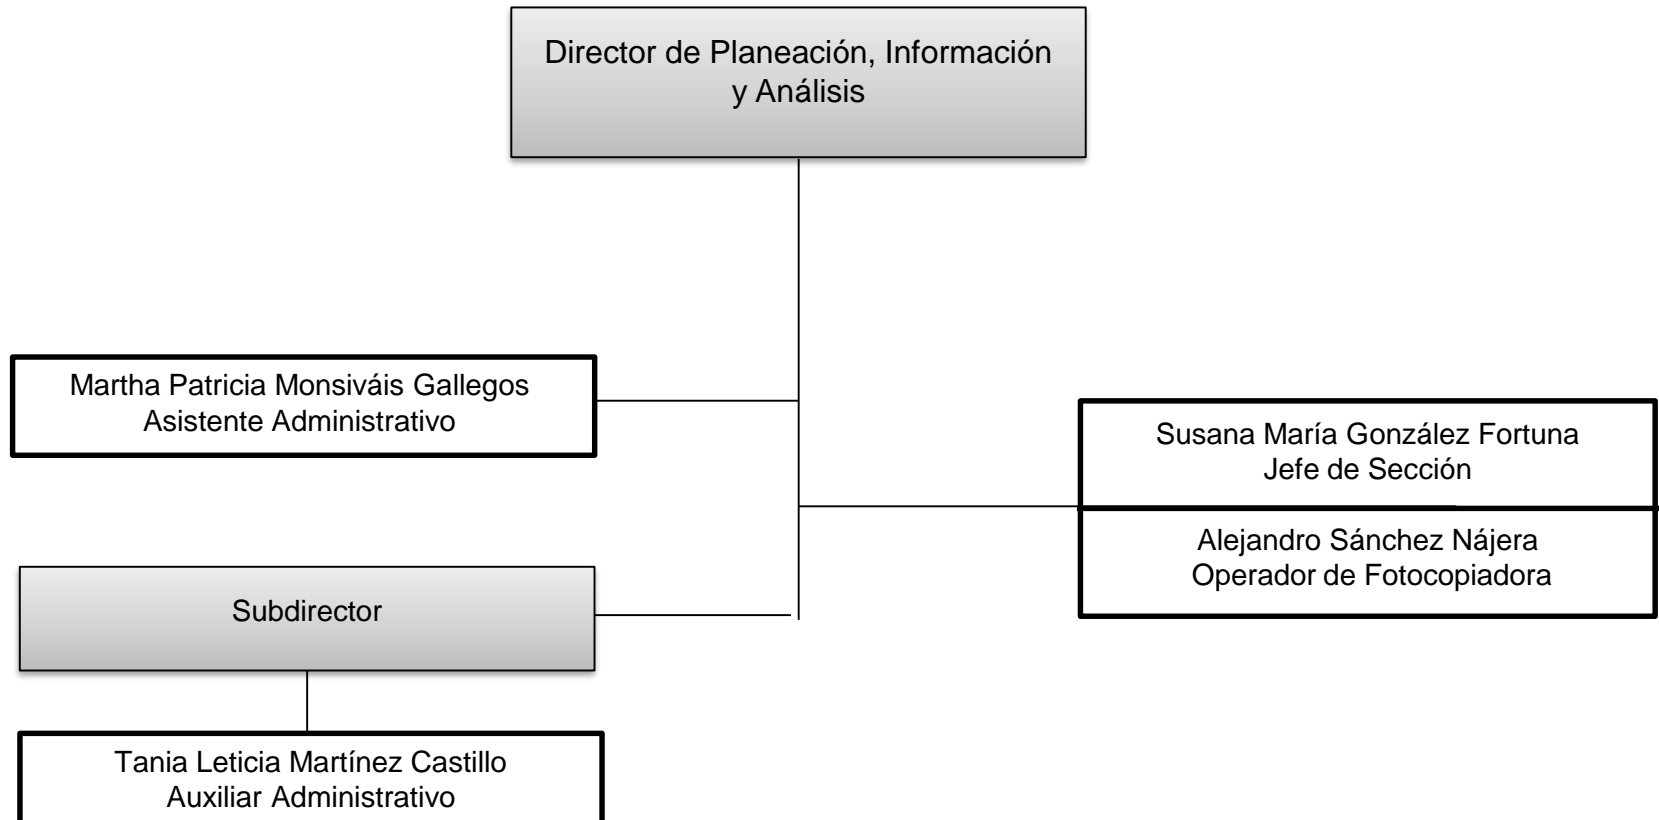 Director de Planeación, Información
y Análisis
Martha Patricia Monsiváis Gallegos
Asistente Administrativo
Susana María González Fortuna
Jefe de Sección
Alejandro Sánchez Nájera
Operador de Fotocopiadora
Subdirector
Tania Leticia Martínez Castillo
Auxiliar Administrativo